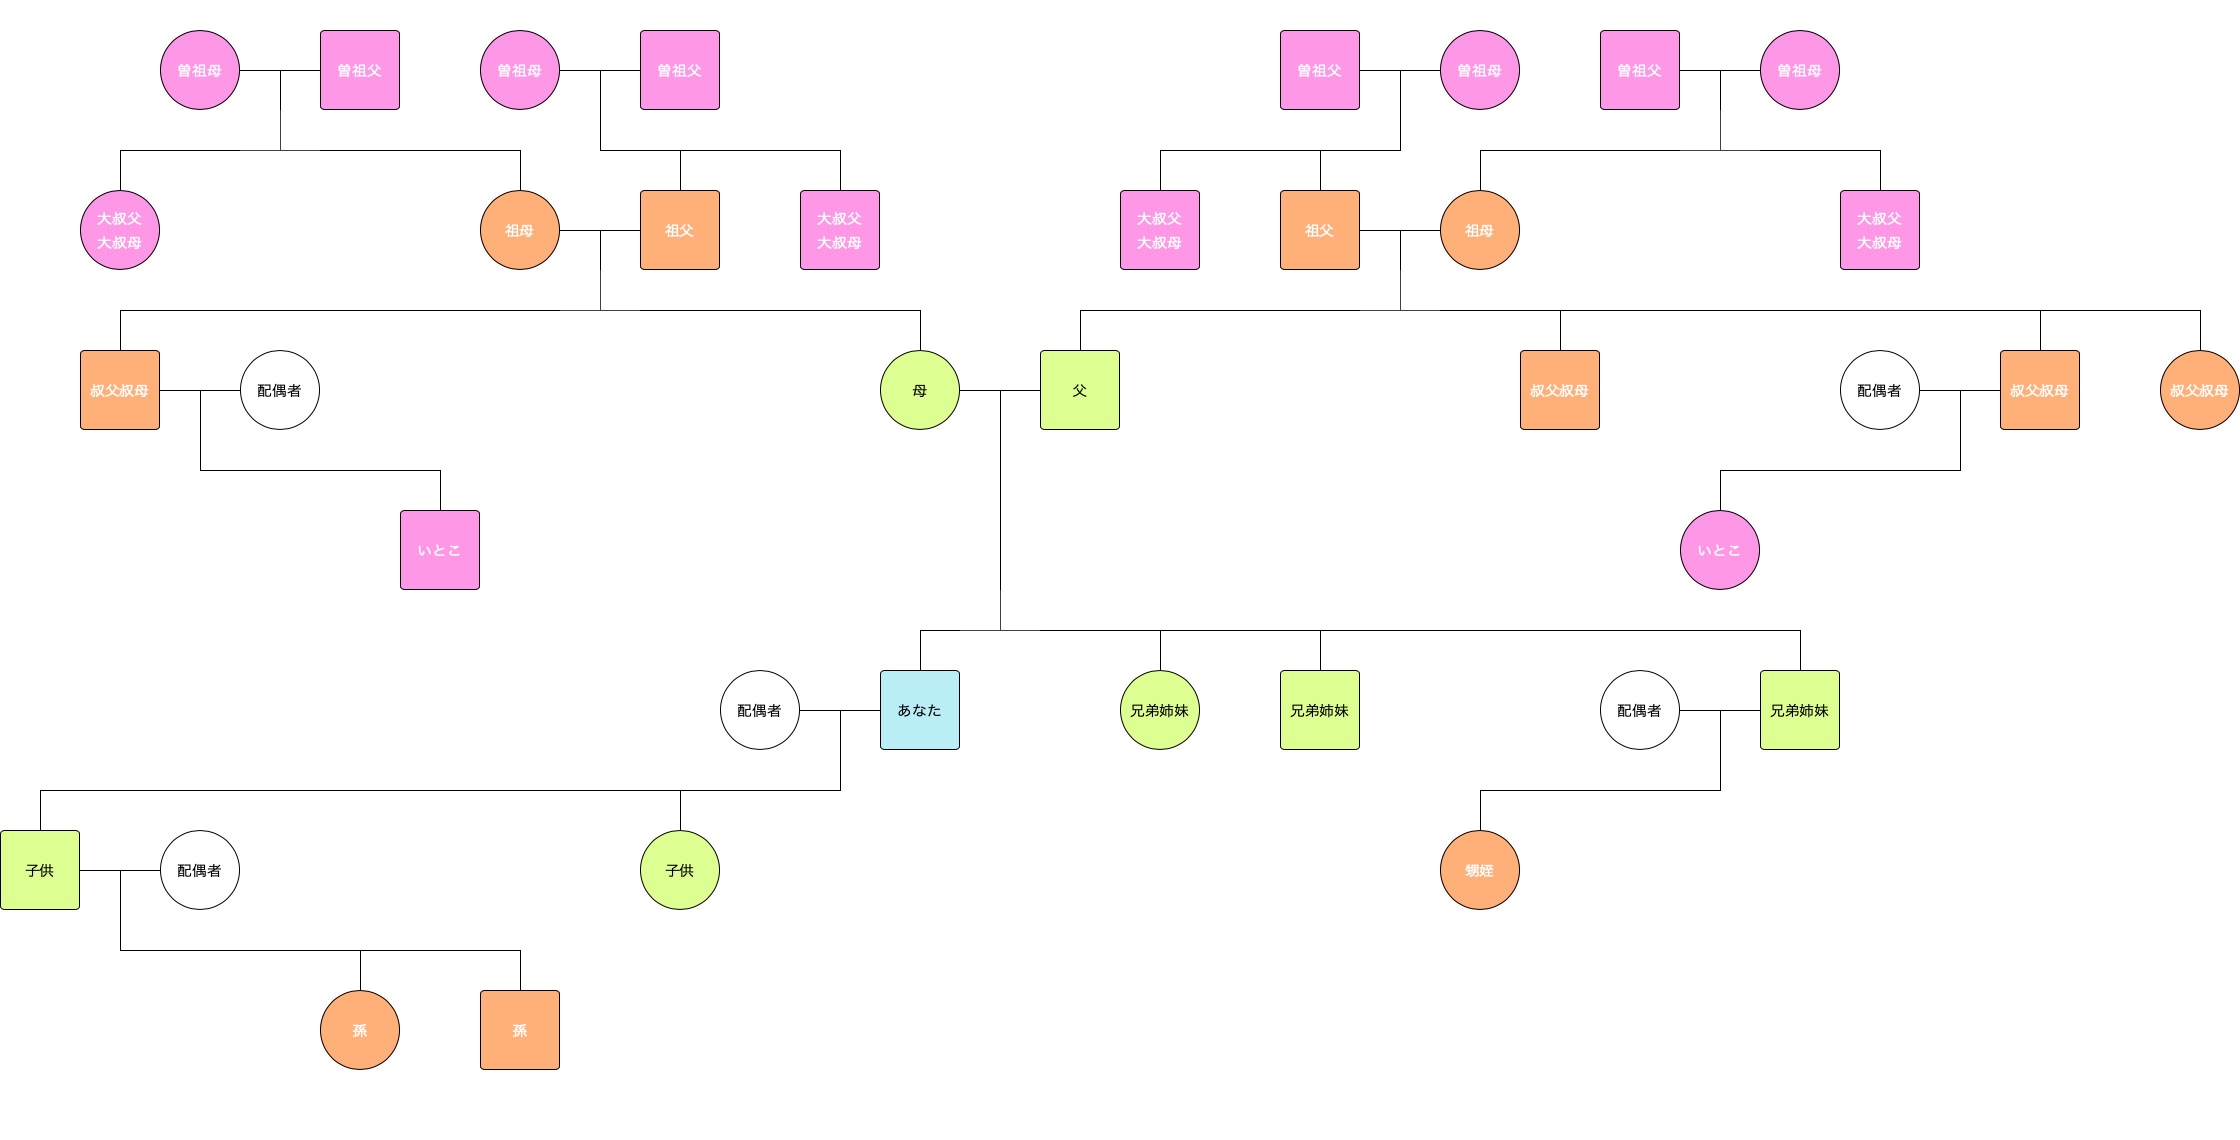 曽祖母
曽祖父
曽祖母
曽祖父
曽祖父
曽祖母
曽祖父
曽祖母
大叔父
大叔母
祖母
祖父
大叔父
大叔母
大叔父
大叔母
祖父
祖母
大叔父
大叔母
叔父叔母
配偶者
母
父
叔父叔母
配偶者
叔父叔母
叔父叔母
いとこ
いとこ
配偶者
あなた
兄弟姉妹
兄弟姉妹
配偶者
兄弟姉妹
子供
配偶者
子供
甥姪
孫
孫